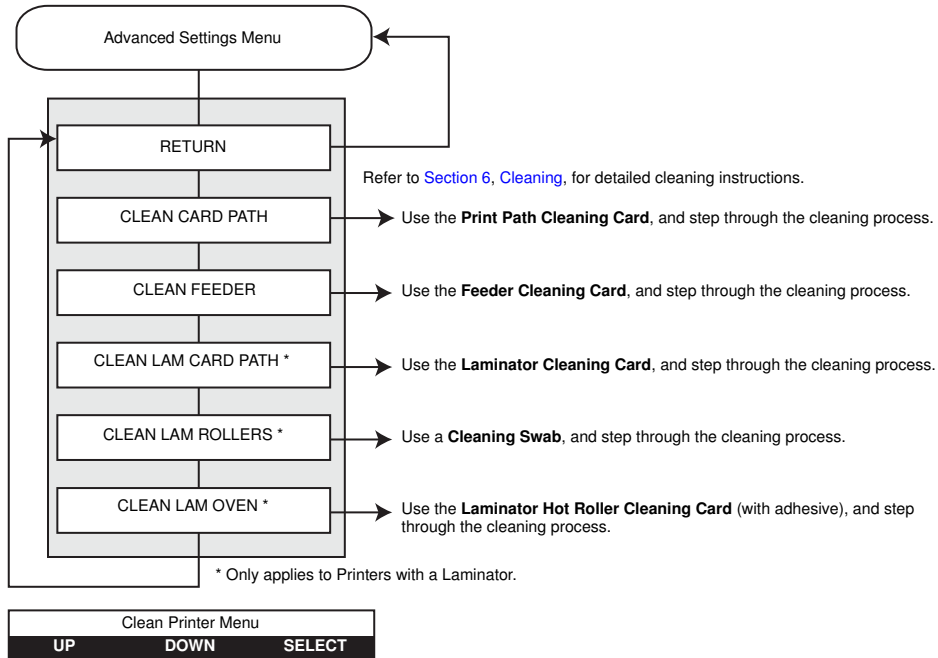 Advanced Settings Menu
RETURN
Refer to Section 6, Cleaning, for detailed cleaning instructions.
CLEAN CARD PATH
Use the Print Path Cleaning Card, and step through the cleaning process.
CLEAN FEEDER
Use the Feeder Cleaning Card, and step through the cleaning process.
CLEAN LAM CARD PATH *
Use the Laminator Cleaning Card, and step through the cleaning process.
CLEAN LAM ROLLERS *
Use a Cleaning Swab, and step through the cleaning process.
CLEAN LAM OVEN *
Use the Laminator Hot Roller Cleaning Card (with adhesive), and step
through the cleaning process.
* Only applies to Printers with a Laminator.
Clean Printer Menu
UP DOWN SELECT